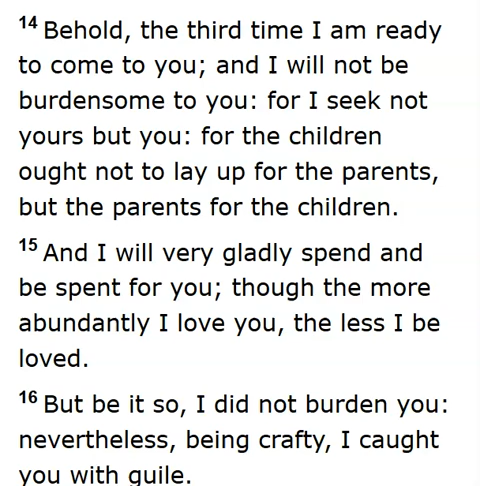 14 Behold, the third time I am ready
to come to you; and I will not be
burdensome to you: for I seek not
yours but you: for the children
ought not to lay up for the parents,
but the parents for the children.
15 And I will very gladly spend and
be spent for you; though the more
abundantly I love you, the less I be
loved.
16 But be it so, I did not burden you:
nevertheless, being crafty, I caught
you with guile.